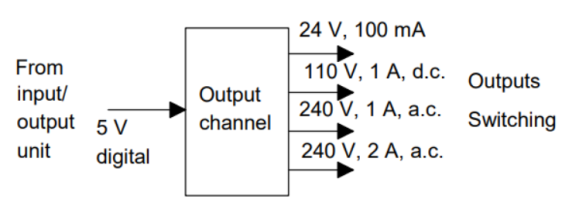 From
input/
output
unit
5 V
digital
Output
channel
24 V, 100 mA
110 V, 1 A, d.c.
240 V, 1 A, a.c.
240 V, 2 A, a.c.
Outputs
Switching